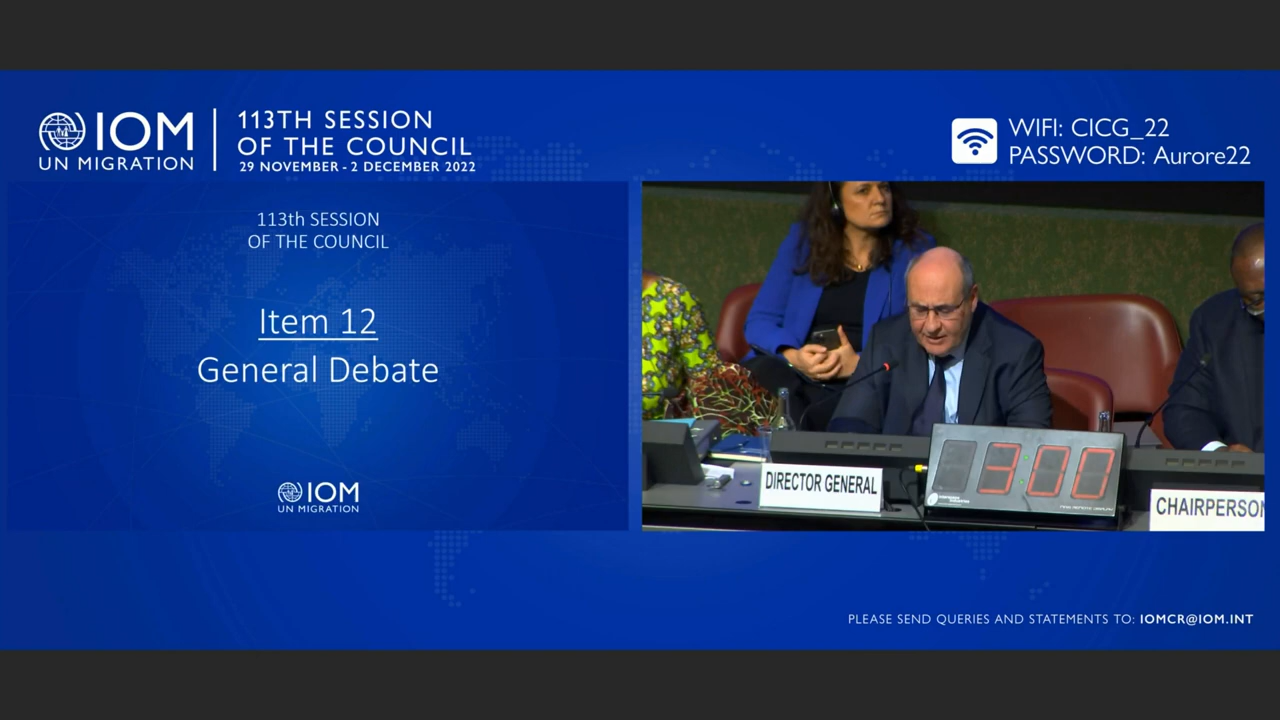 IOM
UN MIGRATION
113TH SESSION
OF THE COUNCIL
29 NOVEMBER - 2 DECEMBER 2022
WIFI: CICG_22
PASSWORD: Aurore22
113th SESSION
OF THE COUNCIL
Item 12
General Debate
IOM
UN MIGRATION
DIRECTOR GENERAL
3:00
CHAIRPERSON
PLEASE SEND QUERIES AND STATEMENTS TO: IOMCR@IOM.INT